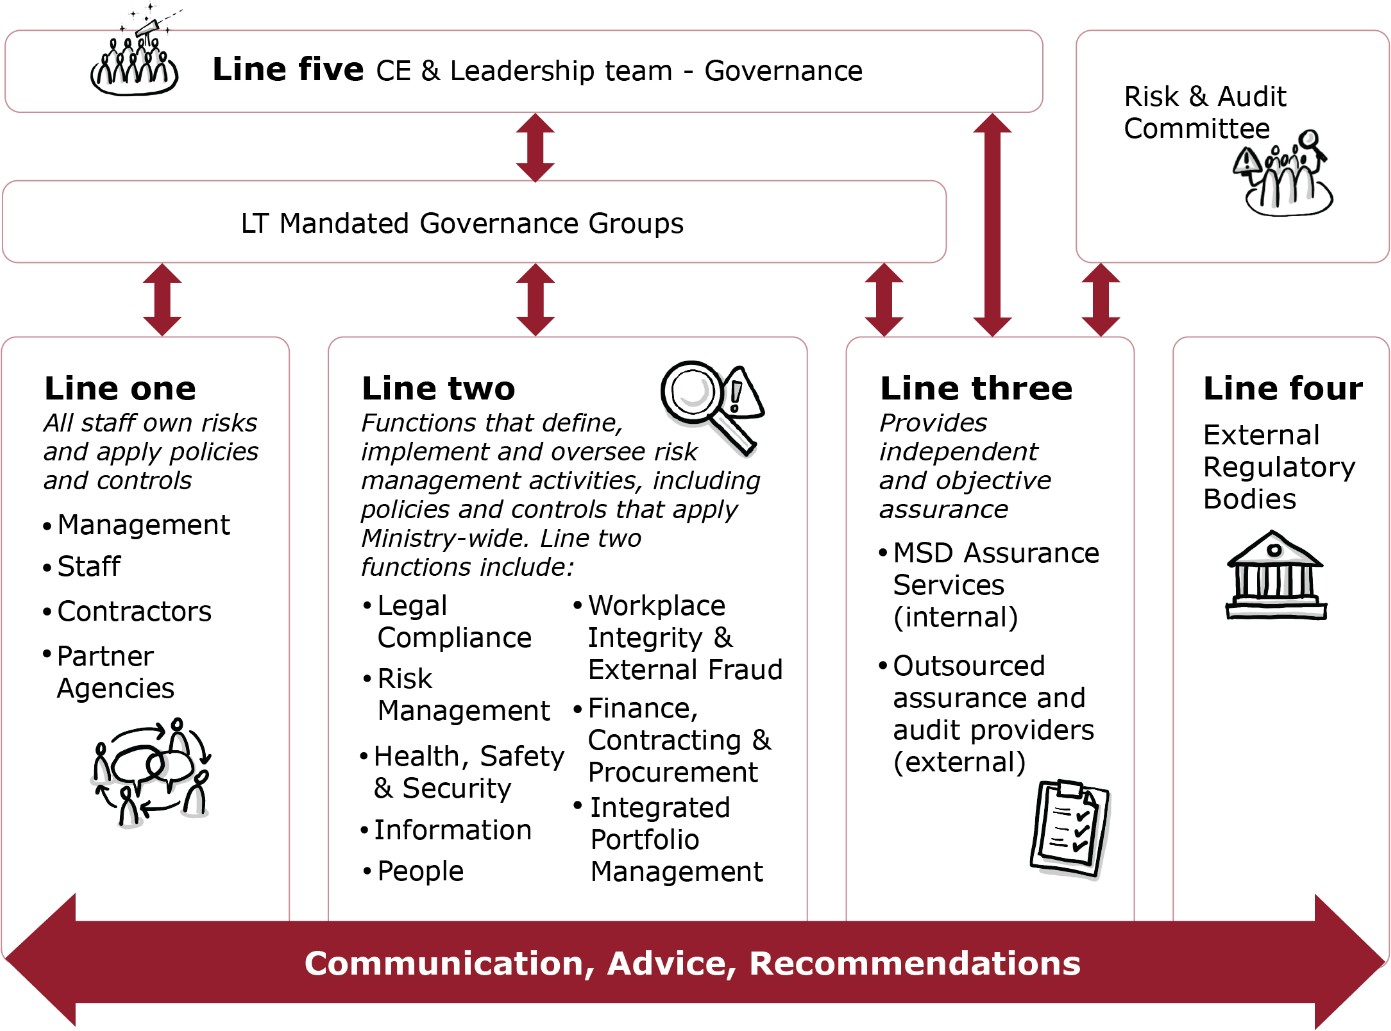 Line five CE & Leadership team - Governance
Risk & Audit
Committee
LT Mandated Governance Groups
Line one
All staff own risks
and apply policies
and controls
• Management
• Staff
• Contractors
• Partner
Agencies
Line two
Functions that define,
implement and oversee risk
management activities, including
policies and controls that apply
Ministry-wide. Line two
functions include:
• Legal
Compliance
• Risk
Management
• Health, Safety
& Security
• Information
• People
• Workplace
Integrity &
External Fraud
• Finance,
Contracting &
Procurement
• Integrated
Portfolio
Management
Line three
Provides
independent
and objective
assurance
• MSD Assurance
Services
(internal)
• Outsourced
assurance and
audit providers
(external)
Line four
External
Regulatory
Bodies
Communication, Advice, Recommendations